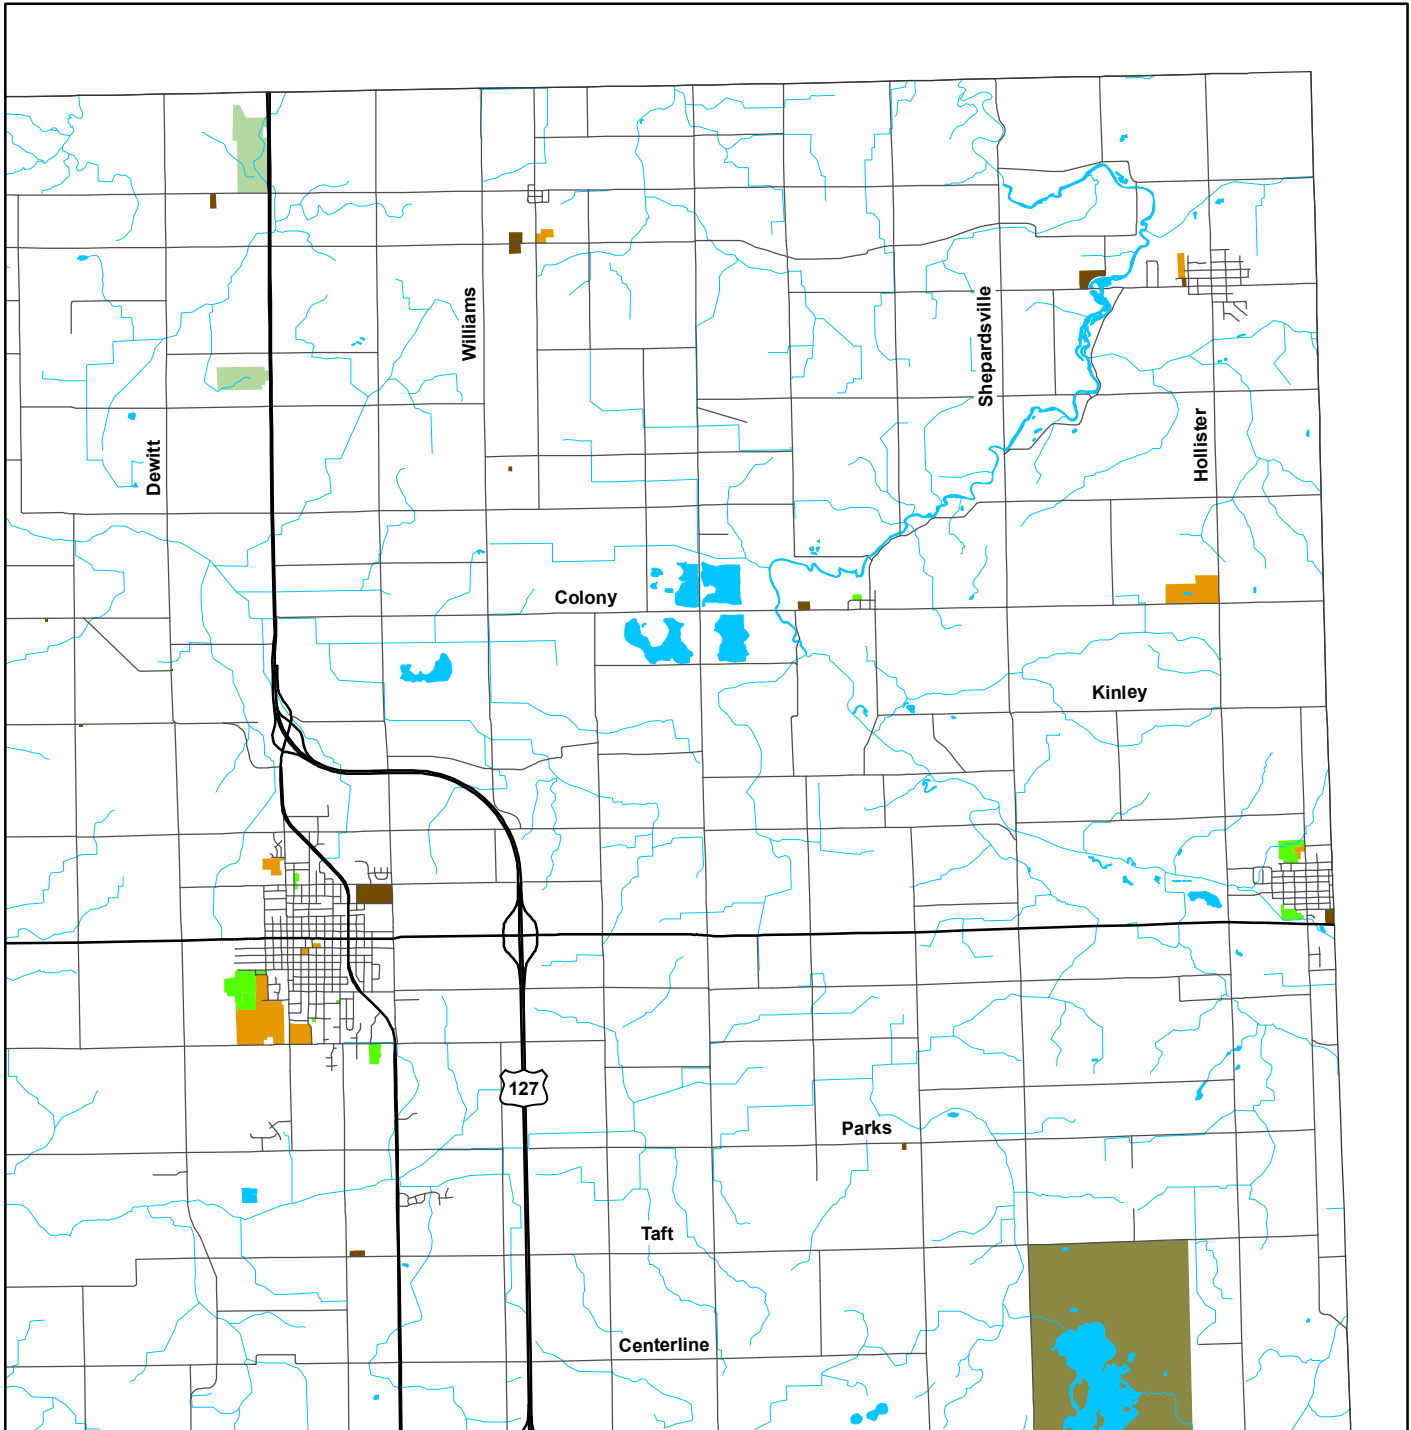 Williams
Shepardsville
Dewitt
Hollister
Colony
Kinley
127
Parks
Taft
Centerline